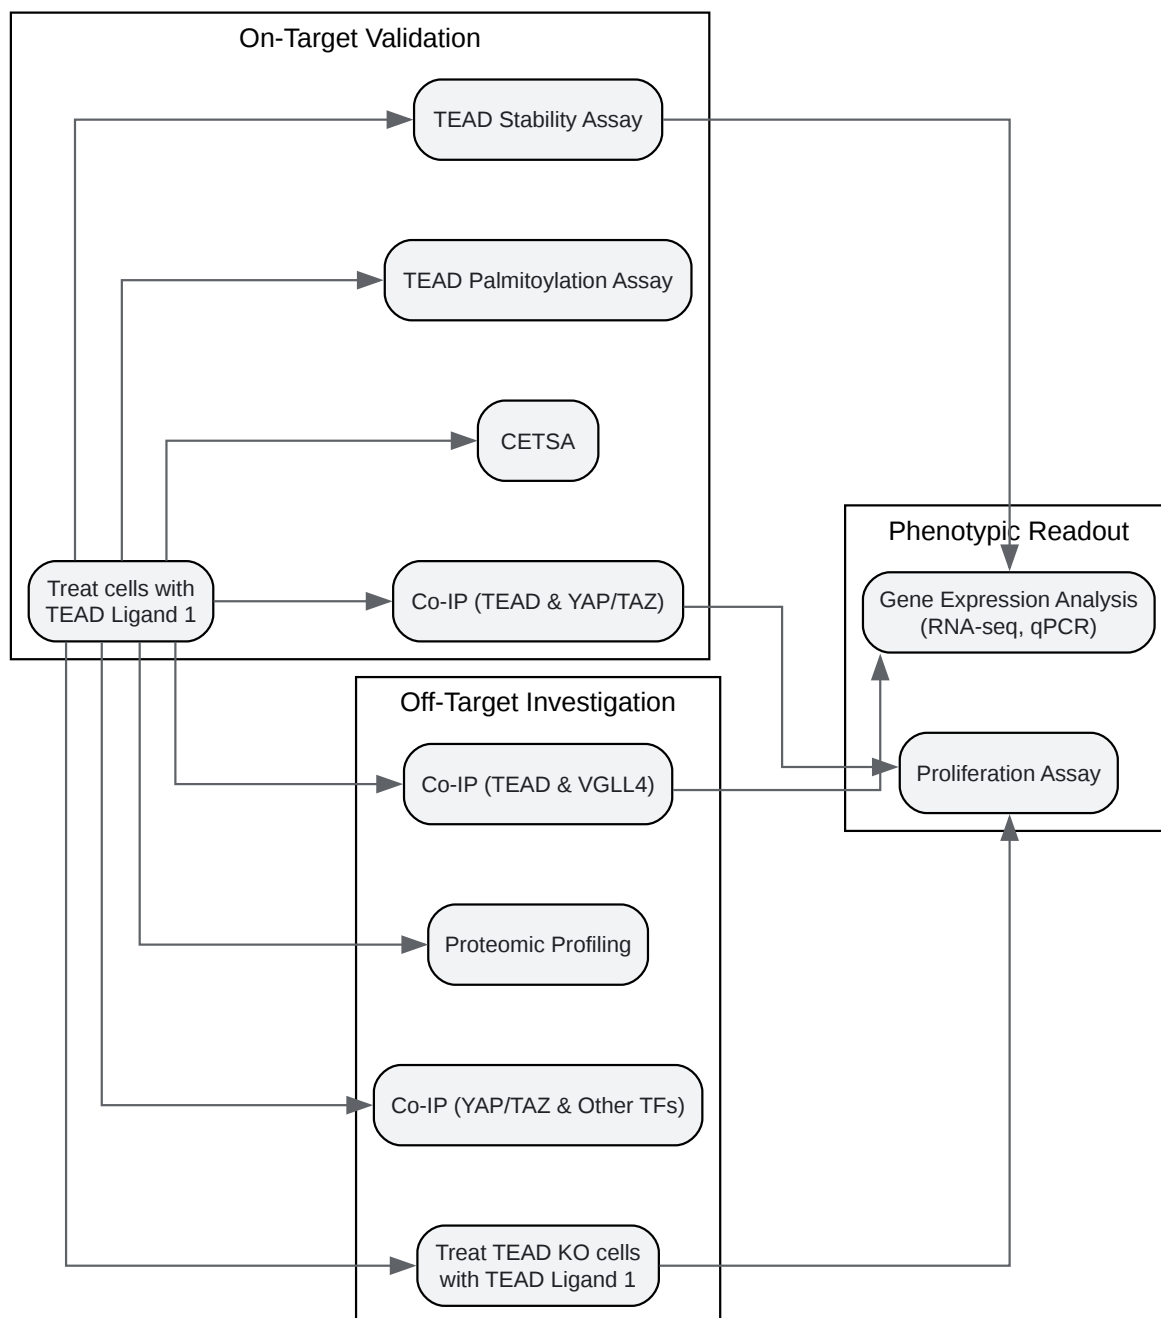 On-Target Validation
TEAD Stability Assay
TEAD Palmitoylation Assay
CETSA
Treat cells with
TEAD Ligand 1
Co-IP (TEAD & YAP/TAZ)
Phenotypic Readout
Gene Expression Analysis
(RNA-seq, qPCR)
Proliferation Assay
Off-Target Investigation
Co-IP (TEAD & VGLL4)
Proteomic Profiling
Co-IP (YAP/TAZ & Other TFs)
Treat TEAD KO cells
with TEAD Ligand 1